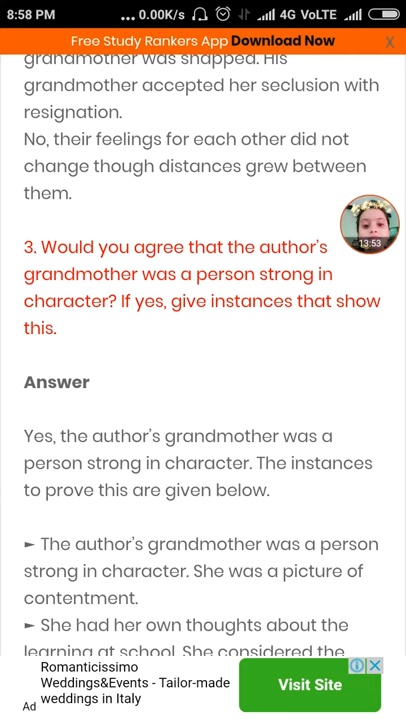 8:58 PM ... 0.00K/s 4G VoLTE
Free Study Rankers App Download Now X
grandmother was snapped. His
grandmother accepted her seclusion with
resignation.
No, their feelings for each other did not
change though distances grew between
them.
13:53
3. Would you agree that the author's
grandmother was a person strong in
character? If yes, give instances that show
this.
Answer
Yes, the author's grandmother was a
person strong in character. The instances
to prove this are given below.
► The author's grandmother was a person
strong in character. She was a picture of
contentment.
► She had her own thoughts about the
learning at school. She considered the
Romanticissimo
Weddings&Events - Tailor-made
Ad weddings in Italy
Visit Site